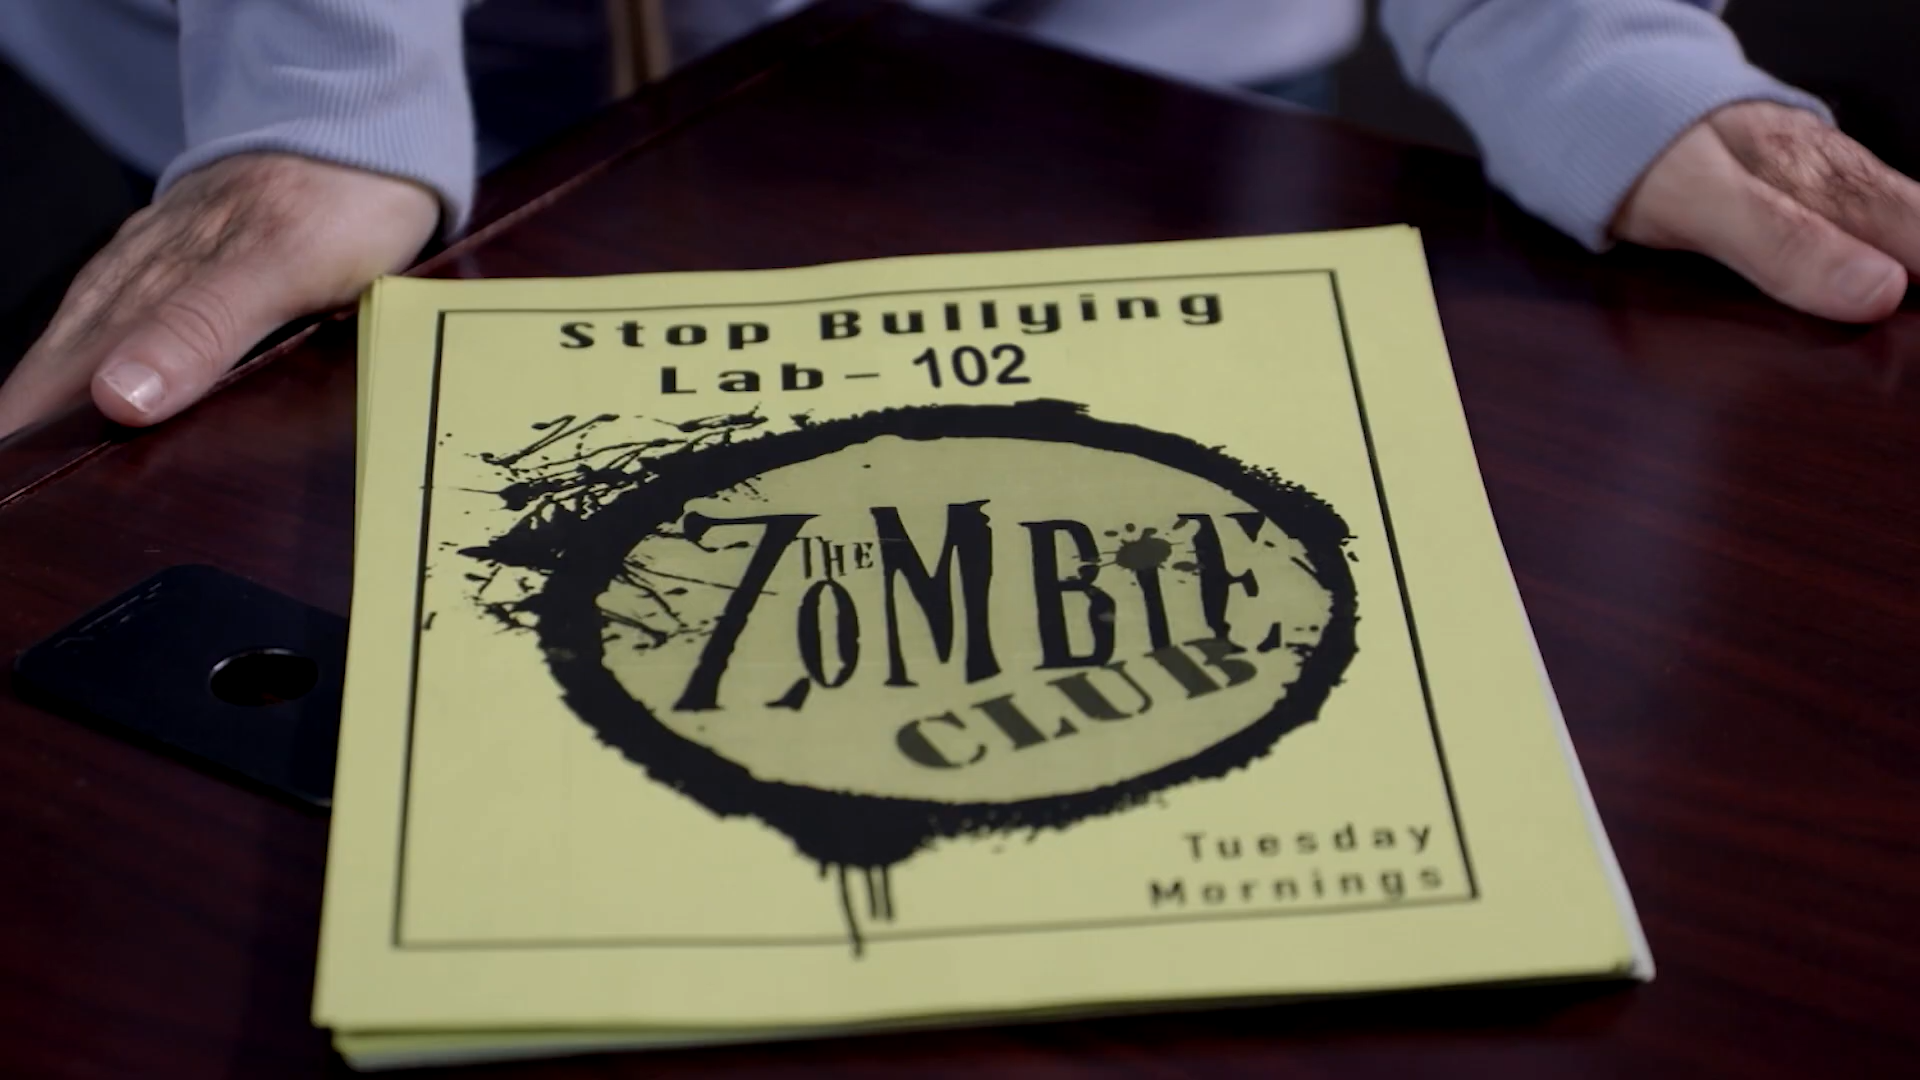 Stop Bullying
Lab - 102
THE
ZOMBIE
CLUB
Tuesday
Mornings